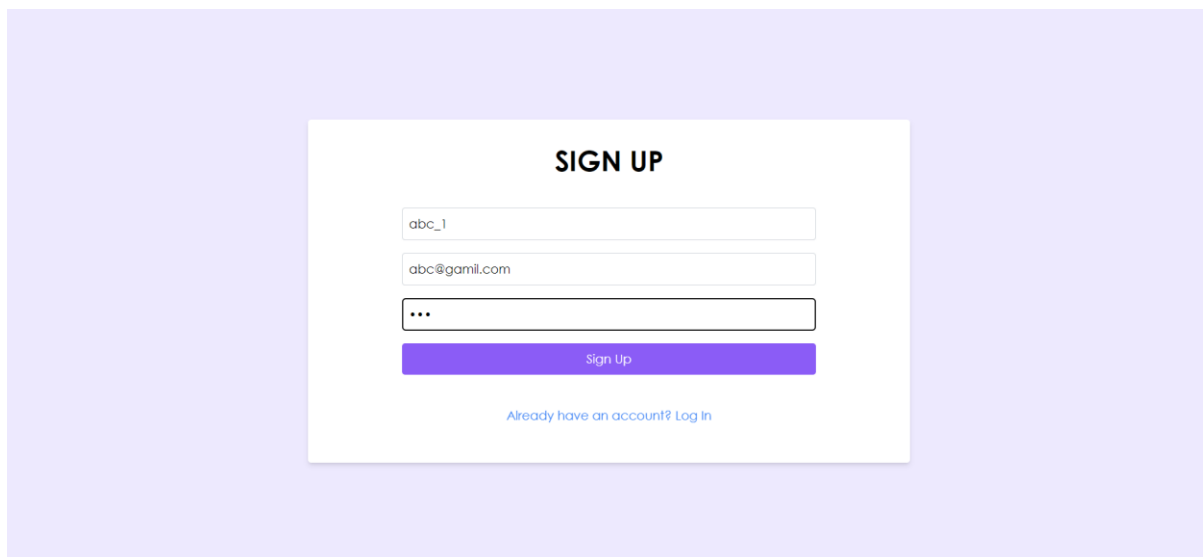 SIGN UP
abc_1
abc@gamil.com
•••
Sign Up
Already have an account? Log In